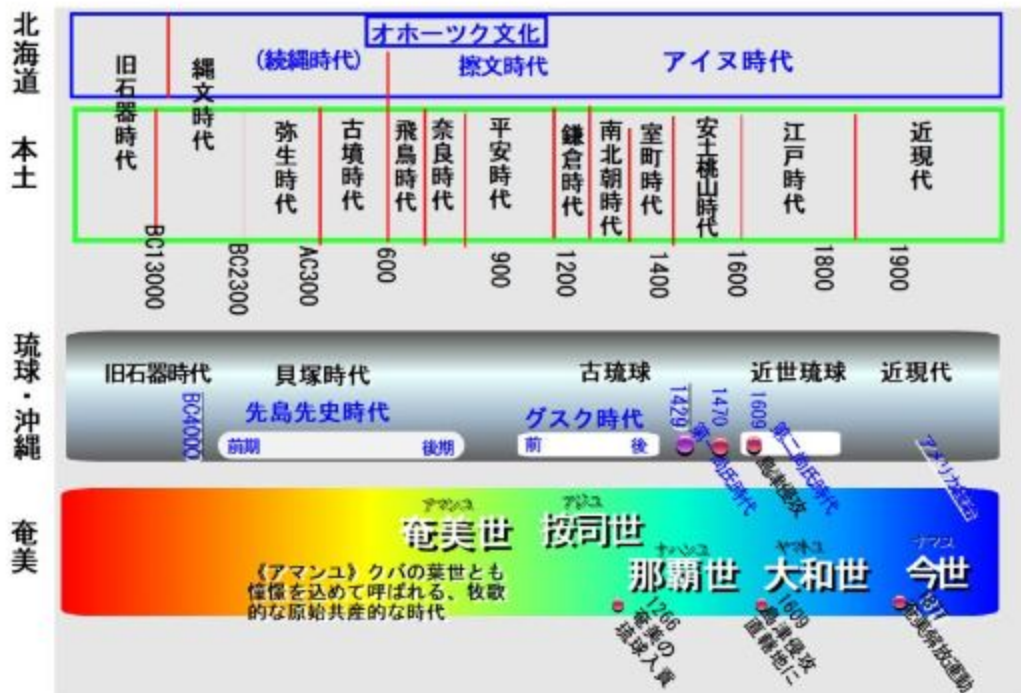 北海道
オホーツク文化
旧石器時代
縄文時代
(続縄時代)
擦文時代
アイヌ時代
本土
弥生時代
古墳時代
飛鳥時代
奈良時代
平安時代
鎌倉時代
南北朝時代
室町時代
安土桃山時代
江戸時代
近現代
BC13000
BC2300
AC300
600
900
1200
1400
1600
1800
1900
琉球・沖縄
旧石器時代
貝塚時代
古琉球
近世琉球
近現代
BC4000
先島先史時代
グスク時代
前期
後期
前
後
1429
第一尚氏時代
1470
第二尚氏時代
1609
島津侵攻
奄美
アマンユ
奄美世
アジユ
按司世
ナハンユ
那覇世
ヤマトユ
大和世
ナマユ
今世
《アマンユ》クバの葉世とも
憧憬を込めて呼ばれる、牧歌
的な原始共産的な時代
1266
奄美の
琉球入貢
1609
島津侵攻
直轄地に
1877
奄美解放運動